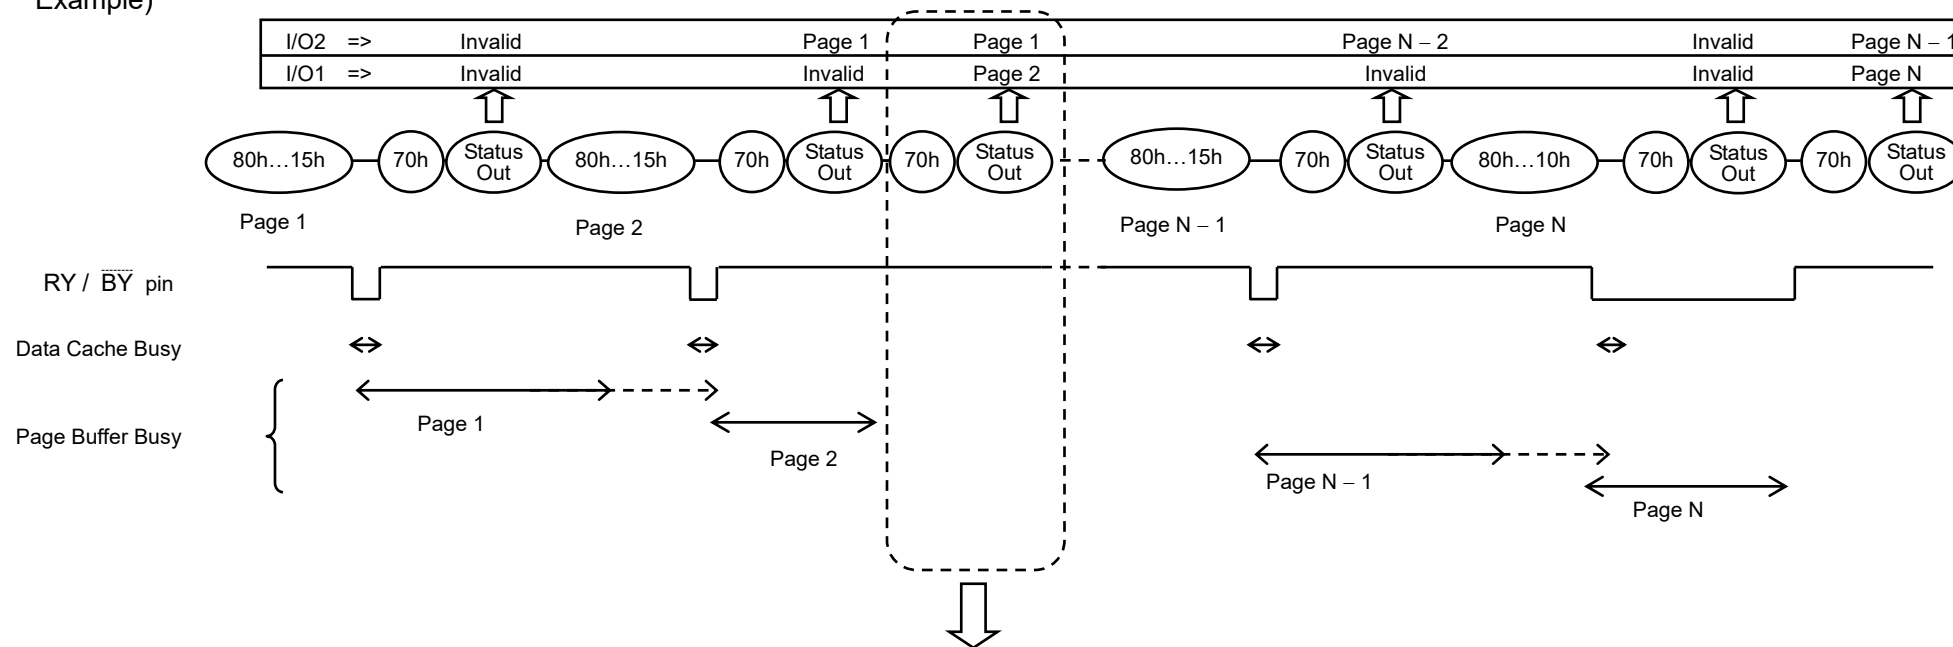 Example)
I/O2 => Invalid Page 1 Page 1 Page N – 2 Invalid Page N – 1
I/O1 => Invalid Invalid Page 2 Invalid Invalid Page N
80h…15h 70h Status Out 80h…15h 70h Status Out 70h Status Out 80h…15h 70h Status Out 80h…10h 70h Status Out 70h Status Out
Page 1 Page 2 Page N – 1 Page N
RY / BY pin
Data Cache Busy
Page Buffer Busy
Page 1
Page 2
Page N – 1
Page N